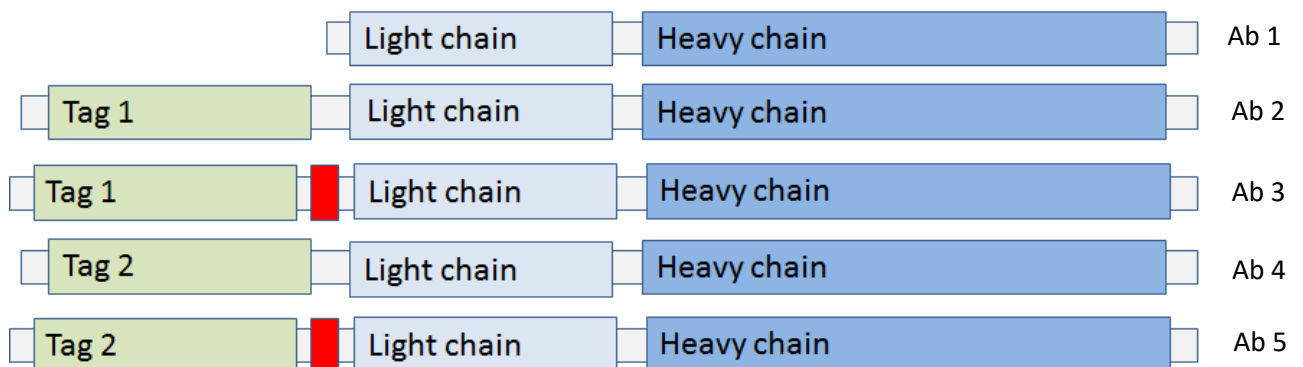 Light chain Heavy chain Ab 1
Tag 1 Light chain Heavy chain Ab 2
Tag 1 Light chain Heavy chain Ab 3
Tag 2 Light chain Heavy chain Ab 4
Tag 2 Light chain Heavy chain Ab 5